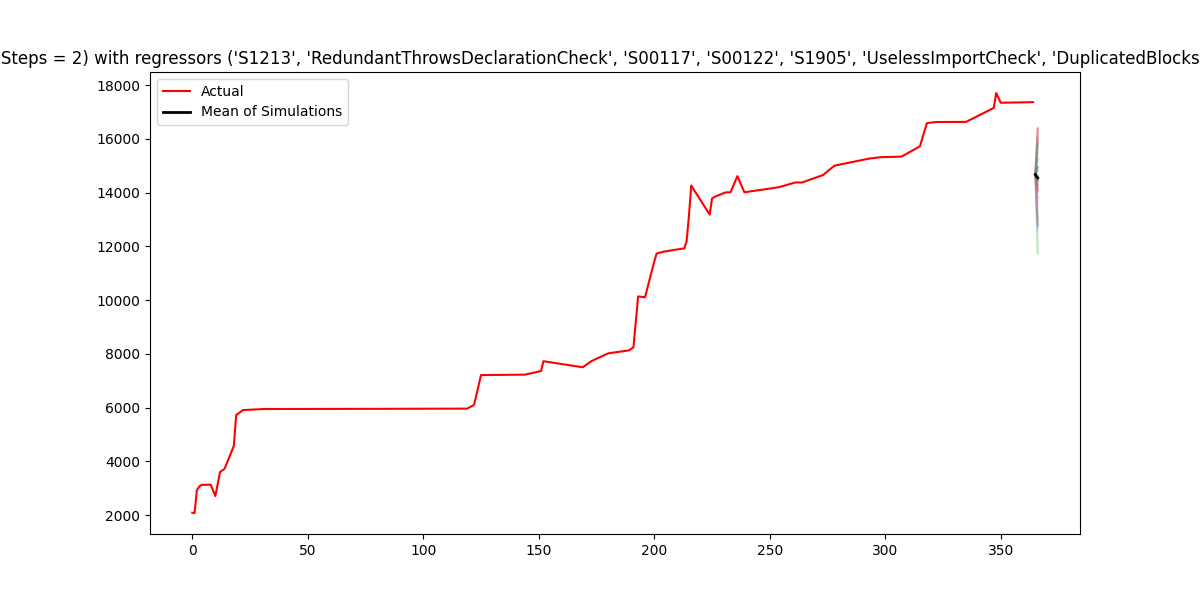 Steps = 2) with regressors ('S1213', 'RedundantThrowsDeclarationCheck', 'S00117', 'S00122', 'S1905', 'UselessImportCheck', 'DuplicatedBlocks
Actual
Mean of Simulations
18000
16000
14000
12000
10000
8000
6000
4000
2000
0 50 100 150 200 250 300 350